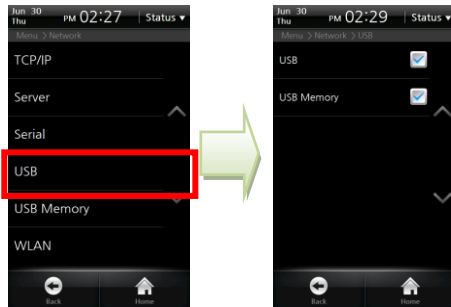 Jun 30
Thu PM 02:27 Status ▾
Menu > Network
TCP/IP
Server
Serial
USB
USB Memory
WLAN
Back Home
Jun 30
Thu PM 02:29 Status ▾
Menu > Network > USB
USB
USB Memory
Back Home